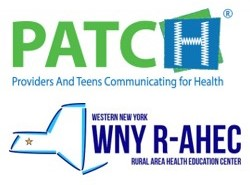 PATCH®
Providers And Teens Communicating for Health
WESTERN NEW YORK
WNY R-AHEC
RURAL AREA HEALTH EDUCATION CENTER